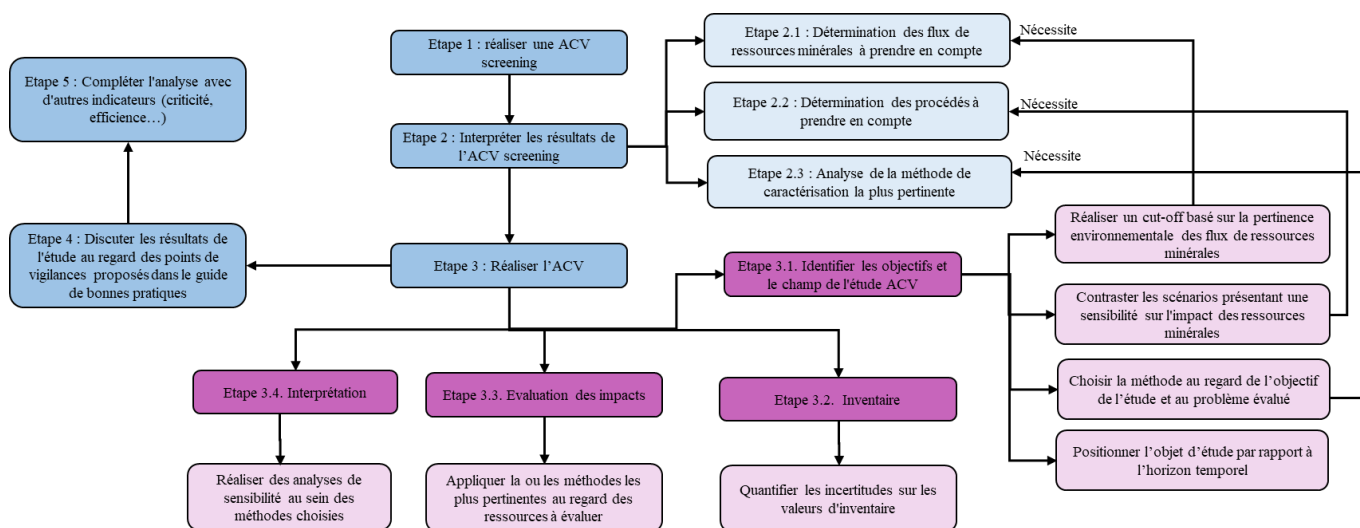 Etape 1 : réaliser une ACV
screening
Etape 2.1 : Détermination des flux de
ressources minérales à prendre en compte
Nécessite
Etape 5 : Compléter l'analyse avec
d'autres indicateurs (criticité,
efficience…)
Etape 2.2 : Détermination des procédés à
prendre en compte
Nécessite
Etape 2 : Interpréter les résultats de
l’ACV screening
Etape 2.3 : Analyse de la méthode de
caractérisation la plus pertinente
Nécessite
Etape 4 : Discuter les résultats de
l'étude au regard des points de
vigilances proposés dans le guide
de bonnes pratiques
Etape 3 : Réaliser l’ACV
Etape 3.1. Identifier les objectifs et
le champ de l'étude ACV
Réaliser un cut-off basé sur la pertinence
environnementale des flux de ressources
minérales
Contraster les scénarios présentant une
sensibilité sur l'impact des ressources
minérales
Choisir la méthode au regard de l’objectif
de l’étude et au problème évalué
Positionner l’objet d’étude par rapport à
l’horizon temporel
Etape 3.4. Interprétation
Etape 3.3. Evaluation des impacts
Etape 3.2. Inventaire
Réaliser des analyses de
sensibilité au sein des
méthodes choisies
Appliquer la ou les méthodes les
plus pertinentes au regard des
ressources à évaluer
Quantifier les incertitudes sur les
valeurs d'inventaire